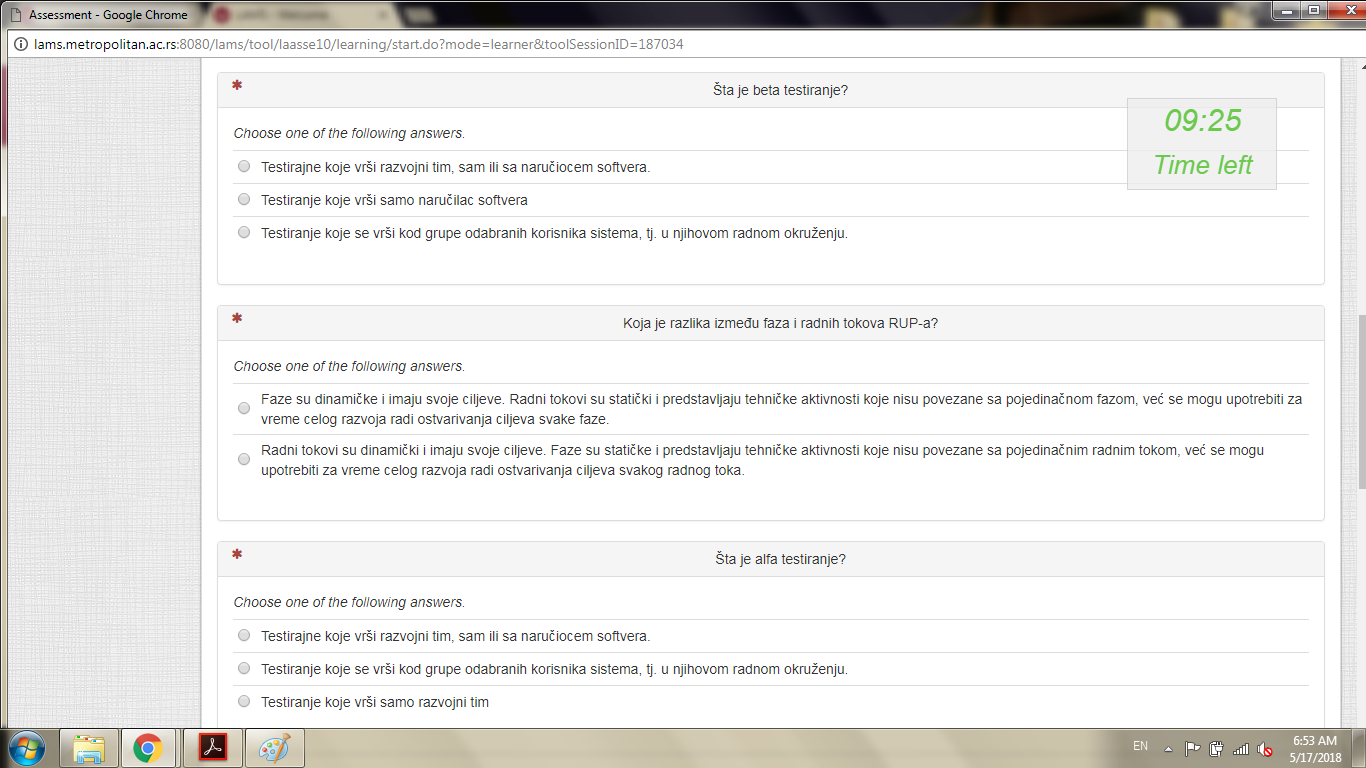 Assessment - Google Chrome
lams.metropolitan.ac.rs:8080/lams/tool/laasse10/learning/start.do?mode=learner&toolSessionID=187034
Šta je beta testiranje?
09:25
Time left
Choose one of the following answers.
Testirajne koje vrši razvojni tim, sam ili sa naručiocem softvera.
Testiranje koje vrši samo naručilac softvera
Testiranje koje se vrši kod grupe odabranih korisnika sistema, tj. u njihovom radnom okruženju.
Koja je razlika između faza i radnih tokova RUP-a?
Choose one of the following answers.
Faze su dinamičke i imaju svoje ciljeve. Radni tokovi su statički i predstavljaju tehničke aktivnosti koje nisu povezane sa pojedinačnom fazom, već se mogu upotrebiti za
vreme celog razvoja radi ostvarivanja ciljeva svake faze.
Radni tokovi su dinamički i imaju svoje ciljeve. Faze su statičke i predstavljaju tehničke aktivnosti koje nisu povezane sa pojedinačnim radnim tokom, već se mogu
upotrebiti za vreme celog razvoja radi ostvarivanja ciljeva svakog radnog toka.
Šta je alfa testiranje?
Choose one of the following answers.
Testirajne koje vrši razvojni tim, sam ili sa naručiocem softvera.
Testiranje koje se vrši kod grupe odabranih korisnika sistema, tj. u njihovom radnom okruženju.
Testiranje koje vrši samo razvojni tim
EN
6:53 AM
5/17/2018